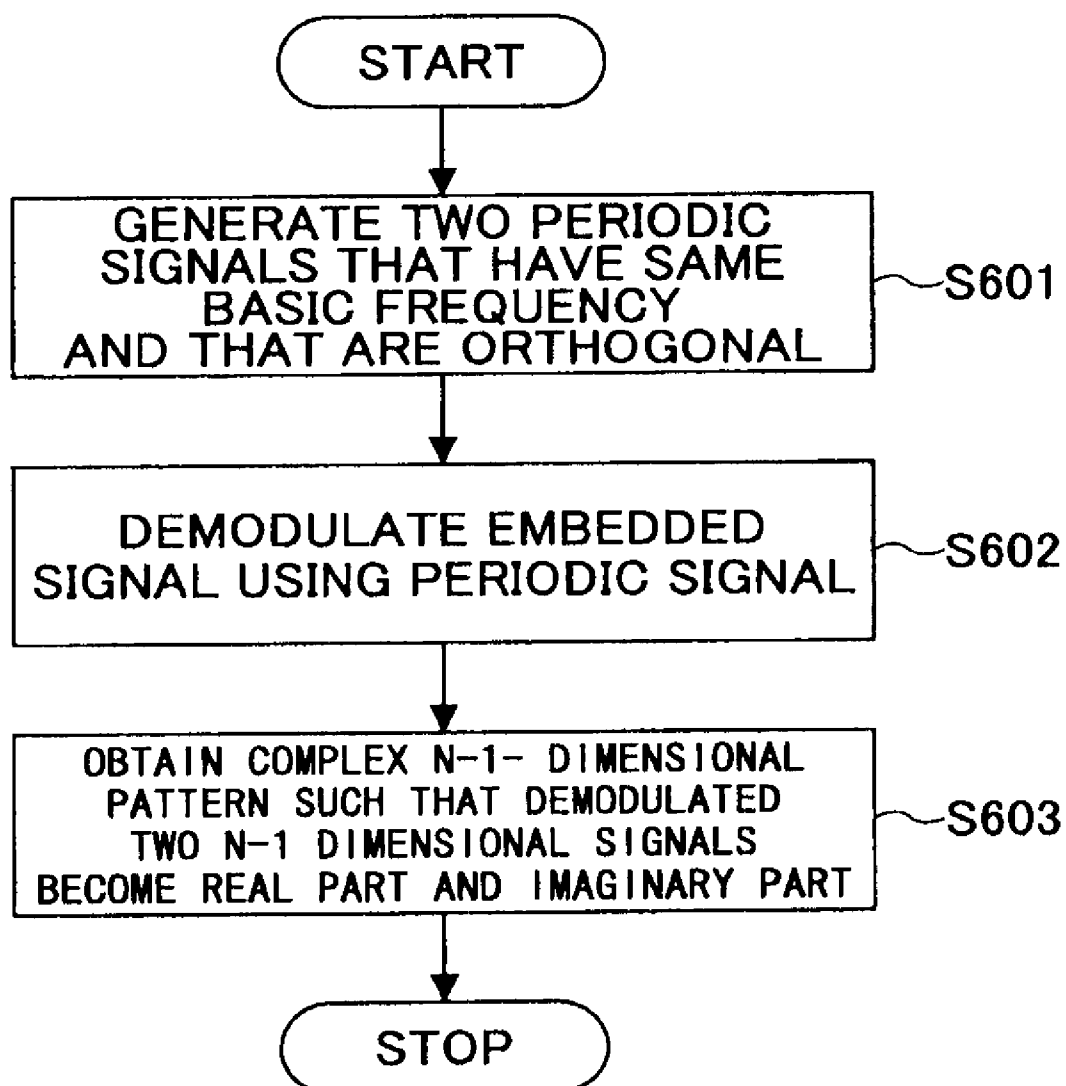 START
GENERATE TWO PERIODIC
SIGNALS THAT HAVE SAME
BASIC FREQUENCY
AND THAT ARE ORTHOGONAL
S601
DEMODULATE EMBEDDED
SIGNAL USING PERIODIC SIGNAL
S602
OBTAIN COMPLEX N-1- DIMENSIONAL
PATTERN SUCH THAT DEMODULATED
TWO N-1 DIMENSIONAL SIGNALS
BECOME REAL PART AND IMAGINARY PART
S603
STOP